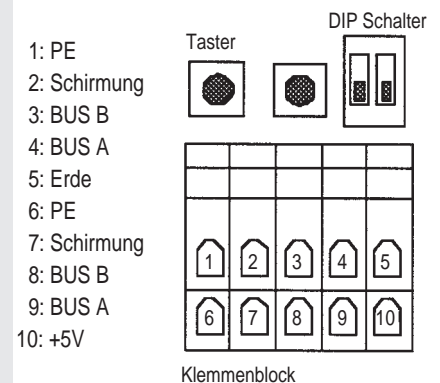 DIP Schalter
Taster
1: PE
2: Schirmung
3: BUS B
4: BUS A
5: Erde
6: PE
7: Schirmung
8: BUS B
9: BUS A
10: +5V
1 2 3 4 5
6 7 8 9 10
Klemmenblock